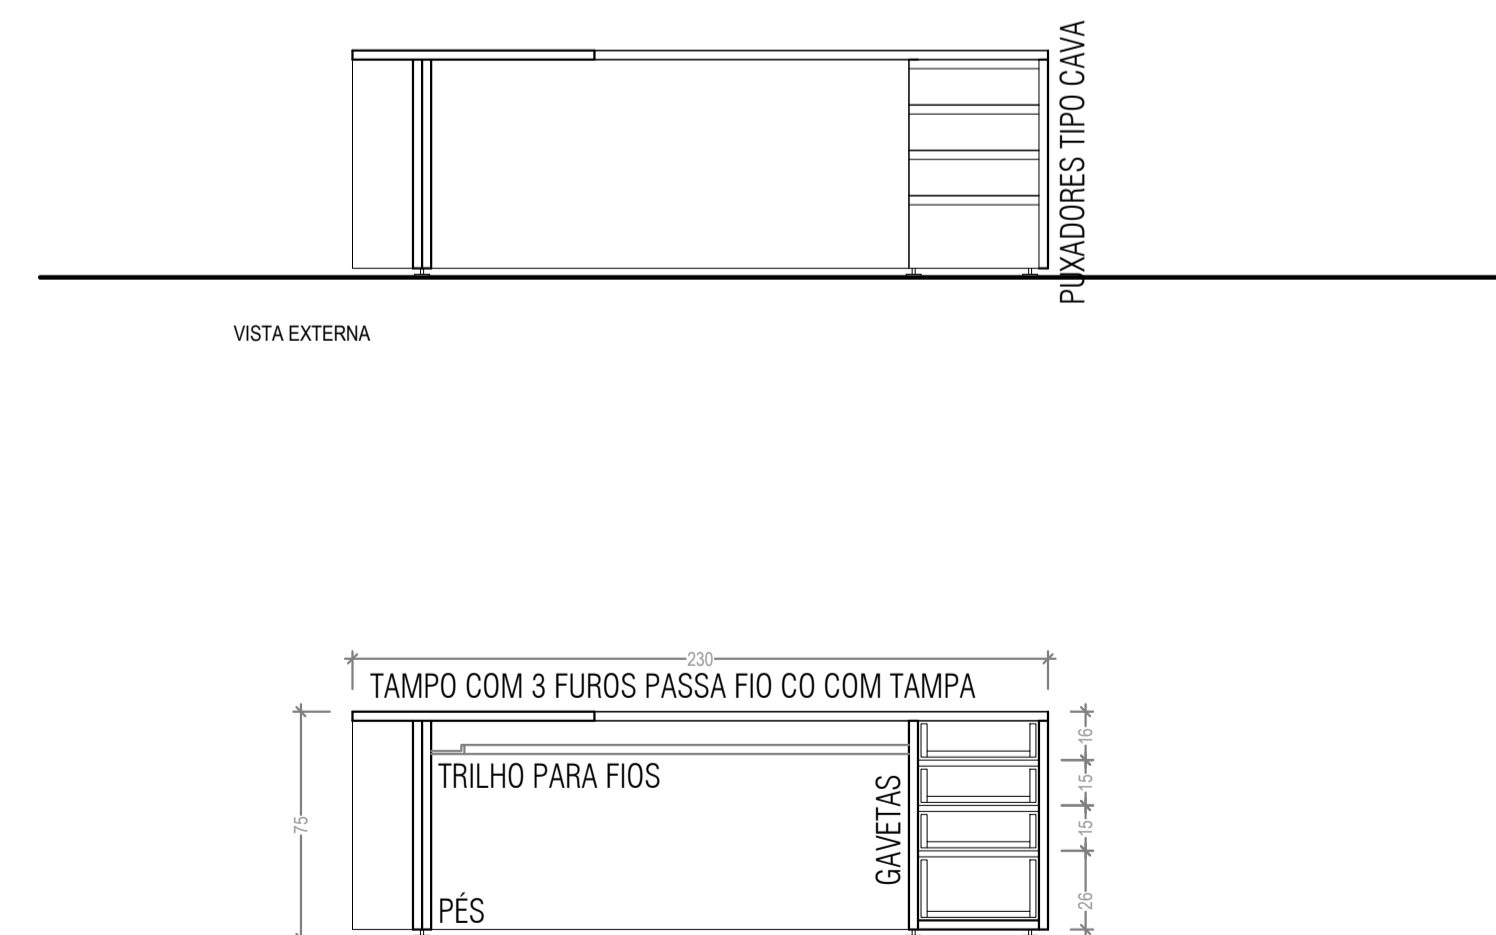 PUXADORES TIPO CAVA
VISTA EXTERNA
230
TAMPO COM 3 FUROS PASSA FIO CO COM TAMPA
16
TRILHO PARA FIOS
15
GAVETAS
75
15
PÉS
26